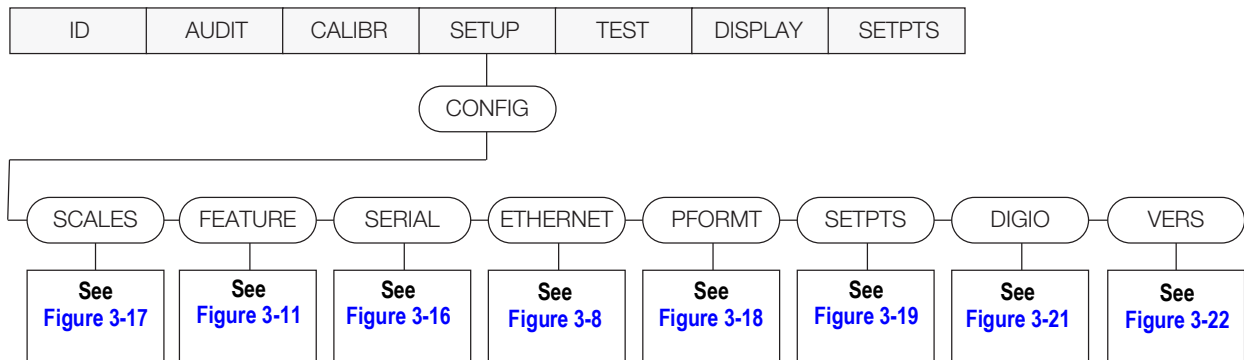 ID AUDIT CALIBR SETUP TEST DISPLAY SETPTS
CONFIG
SCALES FEATURE SERIAL ETHERNET PFORMT SETPTS DIGIO VERS
See See See See See See See See
Figure 3-17 Figure 3-11 Figure 3-16 Figure 3-8 Figure 3-18 Figure 3-19 Figure 3-21 Figure 3-22